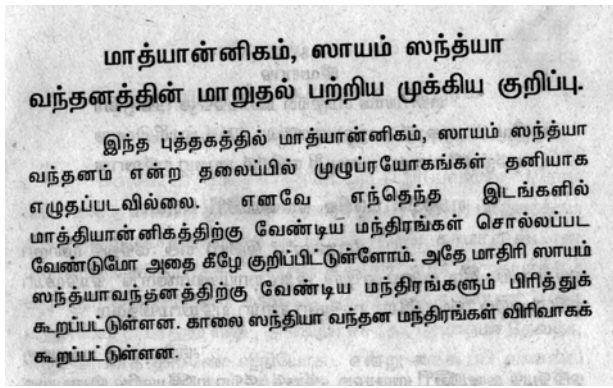 மாத்யான்னிகம், ஸாயம் ஸந்த்யா
வந்தனத்தின் மாறுதல் பற்றிய முக்கிய குறிப்பு.
இந்த புத்தகத்தில் மாத்யான்னிகம், ஸாயம் ஸந்த்யா
வந்தனம் என்ற தலைப்பில் முழுப்ரயோகங்கள் தனியாக
எழுதப்படவில்லை. எனவே எந்தெந்த இடங்களில்
மாத்தியான்னிகத்திற்கு வேண்டிய மந்திரங்கள் சொல்லப்பட
வேண்டுமோ அதை கீழே குறிப்பிட்டுள்ளோம். அதே மாதிரி ஸாயம்
ஸந்த்யாவந்தனத்திற்கு வேண்டிய மந்திரங்களும் பிரித்துக்
கூறப்பட்டுள்ளன. காலை ஸந்தியா வந்தன மந்திரங்கள் விரிவாகக்
கூறப்பட்டுள்ளன.